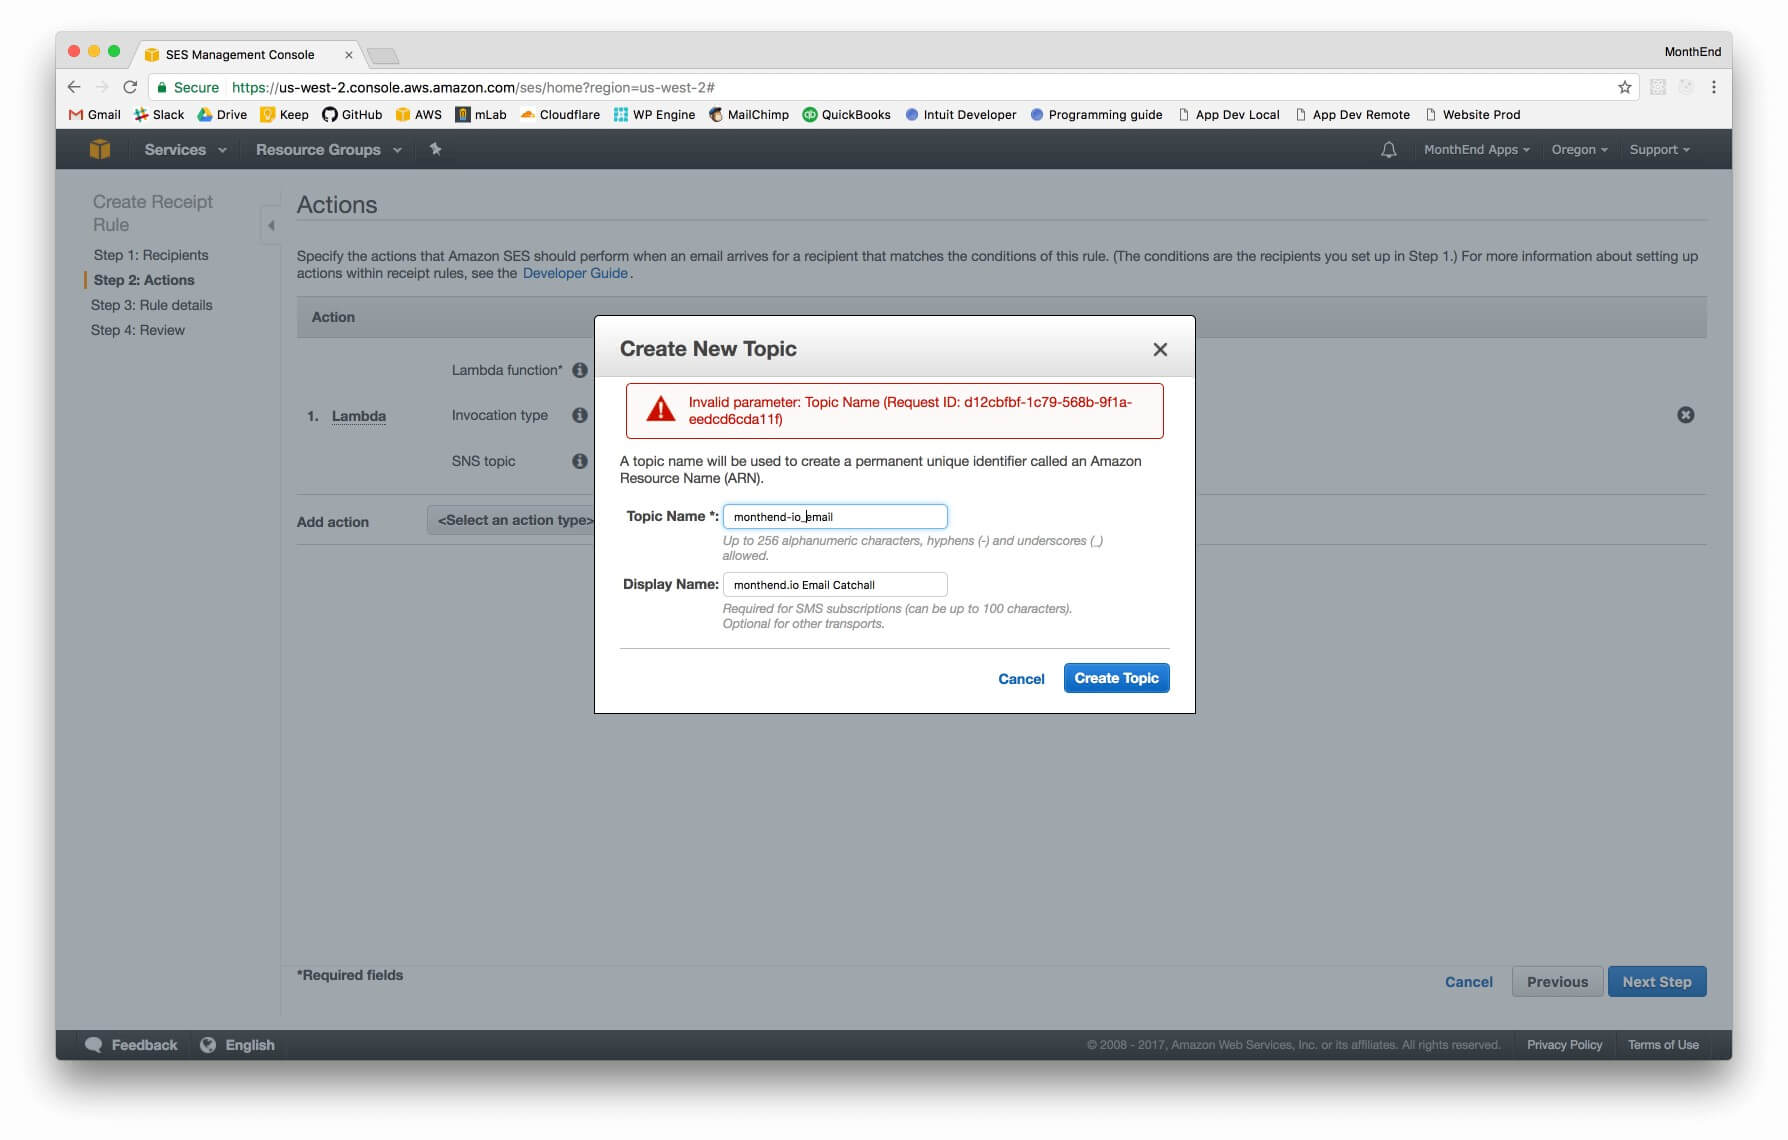 SES Management Console
MonthEnd
Secure https://us-west-2.console.aws.amazon.com/ses/home?region=us-west-2#
Gmail Slack Drive Keep GitHub AWS mLab Cloudflare WP Engine MailChimp QuickBooks Intuit Developer Programming guide App Dev Local App Dev Remote Website Prod
Services Resource Groups MonthEnd Apps Oregon Support
Create Receipt
Rule
Step 1: Recipients
Step 2: Actions
Step 3: Rule details
Step 4: Review
Actions
Specify the actions that Amazon SES should perform when an email arrives for a recipient that matches the conditions of this rule. (The conditions are the recipients you set up in Step 1.) For more information about setting up
actions within receipt rules, see the Developer Guide.
Action
Lambda function*
1. Lambda
Invocation type
SNS topic
Add action
<Select an action type>
Create New Topic
Invalid parameter: Topic Name (Request ID: d12cbfbf-1c79-568b-9f1a-
eedcd6cda11f)
A topic name will be used to create a permanent unique identifier called an Amazon
Resource Name (ARN).
Topic Name *: monthend-io_email
Up to 256 alphanumeric characters, hyphens (-) and underscores (_)
allowed.
Display Name: monthend.io Email Catchall
Required for SMS subscriptions (can be up to 100 characters).
Optional for other transports.
Cancel Create Topic
*Required fields
Cancel Previous Next Step
Feedback English © 2008 - 2017, Amazon Web Services, Inc. or its affiliates. All rights reserved. Privacy Policy Terms of Use